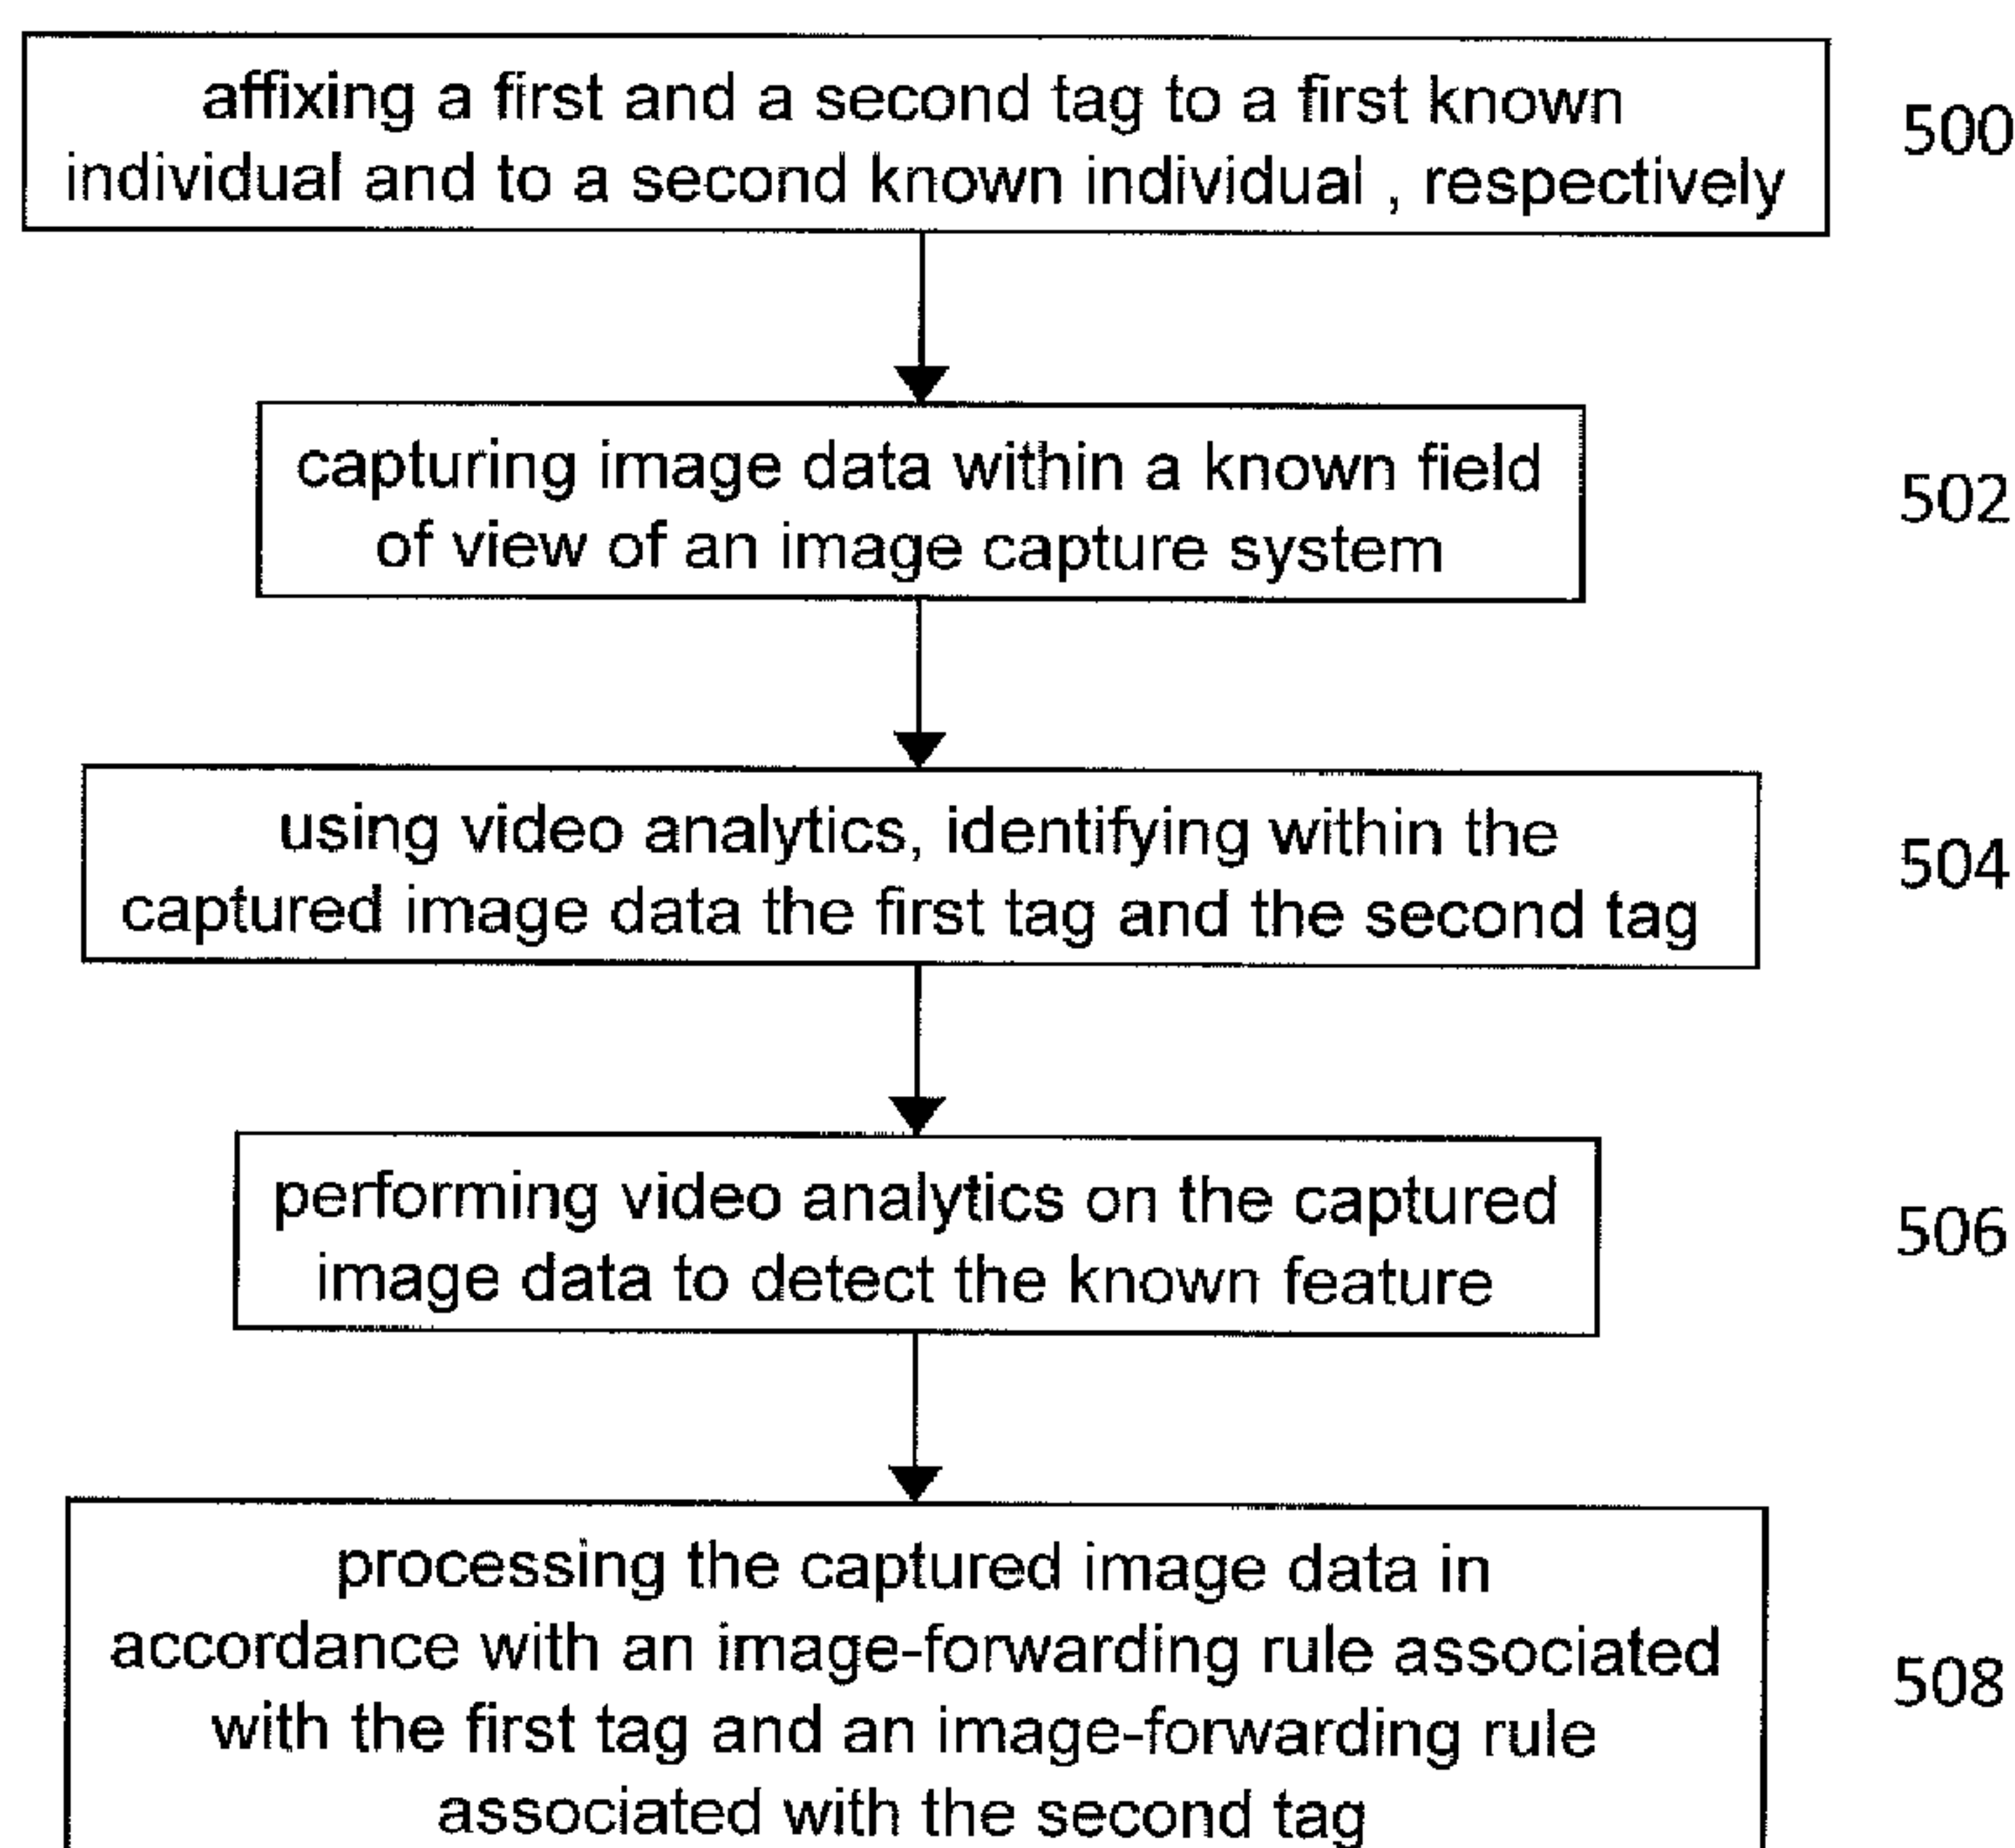 affixing a first and a second tag to a first known
individual and to a second known individual , respectively
500
capturing image data within a known field
of view of an image capture system
502
using video analytics, identifying within the
captured image data the first tag and the second tag
504
performing video analytics on the captured
image data to detect the known feature
506
processing the captured image data in
accordance with an image-forwarding rule associated
with the first tag and an image-forwarding rule
associated with the second tag
508